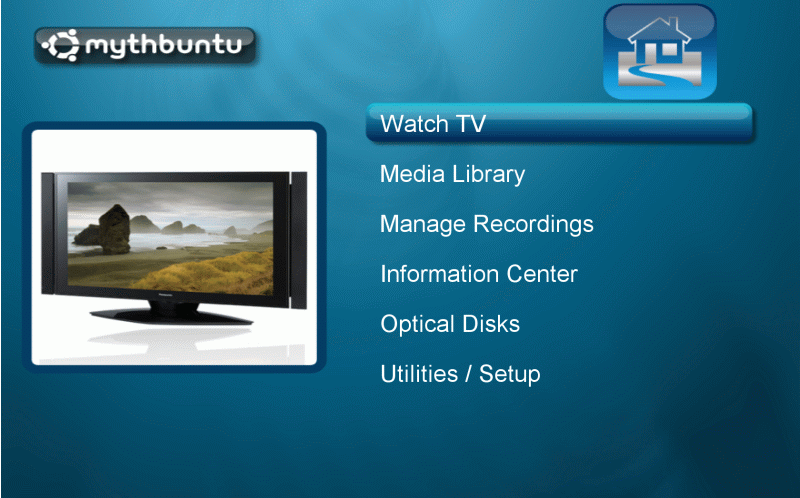 mythbuntu
Watch TV
Media Library
Manage Recordings
Information Center
Optical Disks
Utilities / Setup